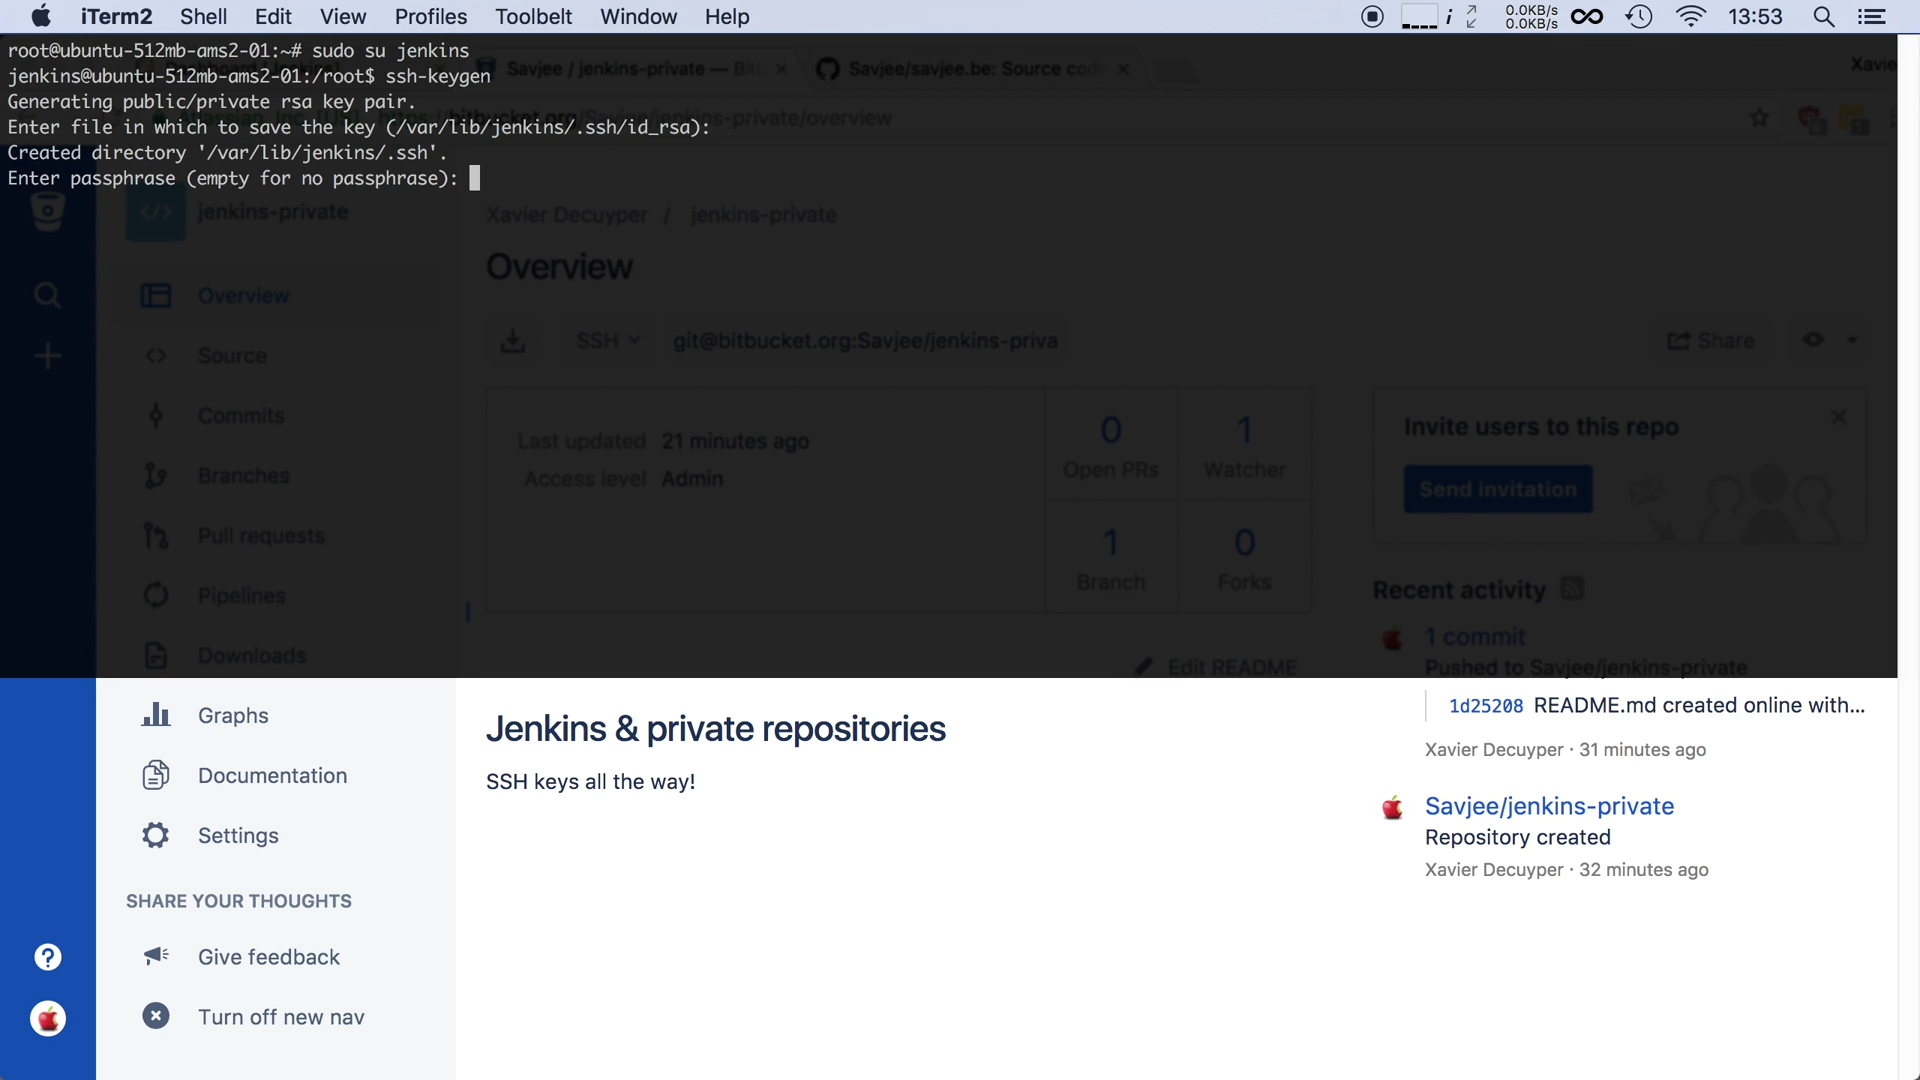 iTerm2 Shell Edit View Profiles Toolbelt Window Help
0.0KB/s
0.0KB/s
13:53
root@ubuntu-512mb-ams2-01:~# sudo su jenkins
jenkins@ubuntu-512mb-ams2-01:/root$ ssh-keygen
Generating public/private rsa key pair.
Enter file in which to save the key (/var/lib/jenkins/.ssh/id_rsa):
Created directory '/var/lib/jenkins/.ssh'.
Enter passphrase (empty for no passphrase):
Savjee / jenkins-private — Bit
Savjee/savjee.be: Source code
Xavie
jenkins-private
Overview
Source
Commits
Branches
Pull requests
Pipelines
Downloads
Graphs
Documentation
Settings
SHARE YOUR THOUGHTS
Give feedback
Turn off new nav
Xavier Decuyper / jenkins-private
Overview
SSH git@bitbucket.org:Savjee/jenkins-priva
Share
Last updated 21 minutes ago
Access level Admin
0
Open PRs
1
Watcher
1
Branch
0
Forks
Edit README
Jenkins & private repositories
SSH keys all the way!
Invite users to this repo
Send invitation
Recent activity
1 commit
Pushed to Savjee/jenkins-private
1d25208 README.md created online with...
Xavier Decuyper · 31 minutes ago
Savjee/jenkins-private
Repository created
Xavier Decuyper · 32 minutes ago